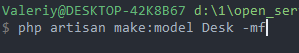 Valeriy@DESKTOP-42K8B67 d:\1\open_ser
$ php artisan make:model Desk -mf